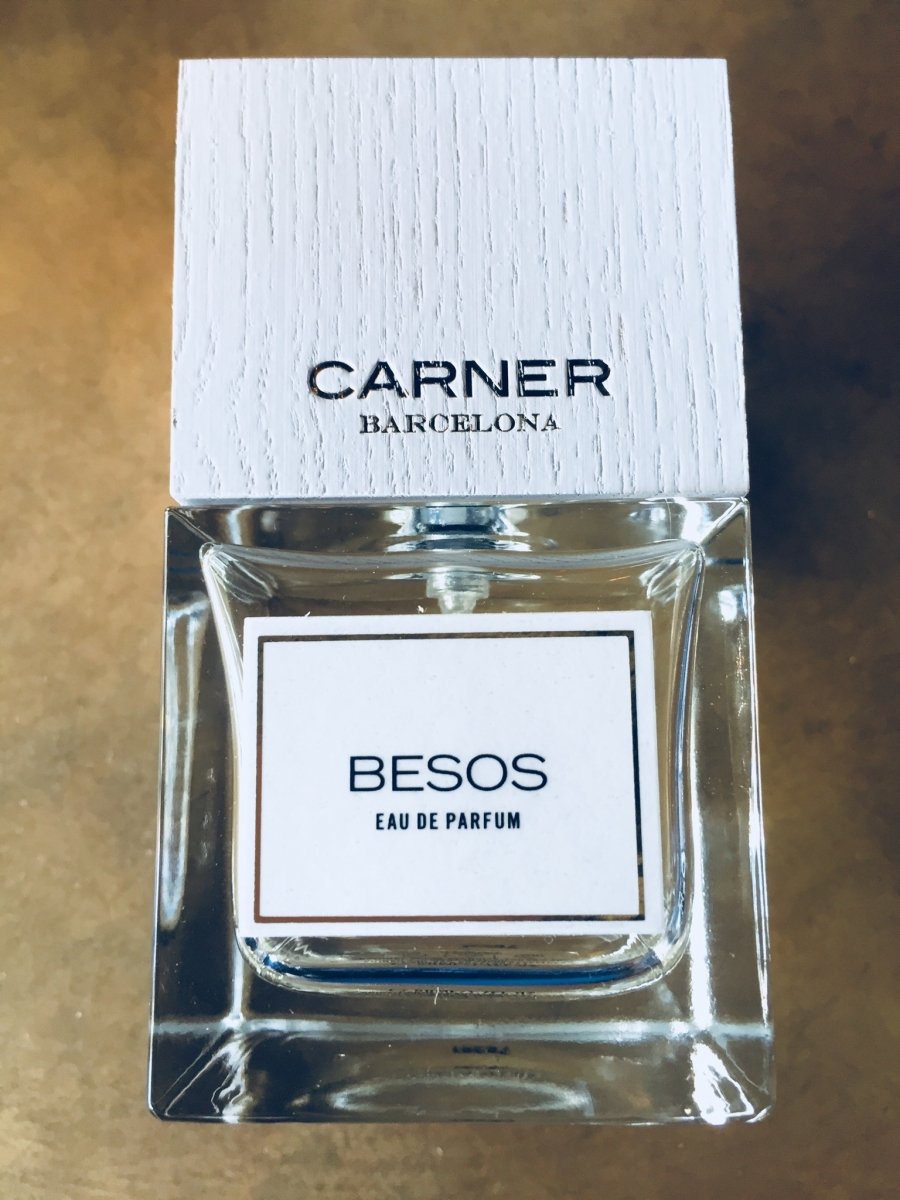 CARNER
BARCELONA
BESOS
EAU DE PARFUM